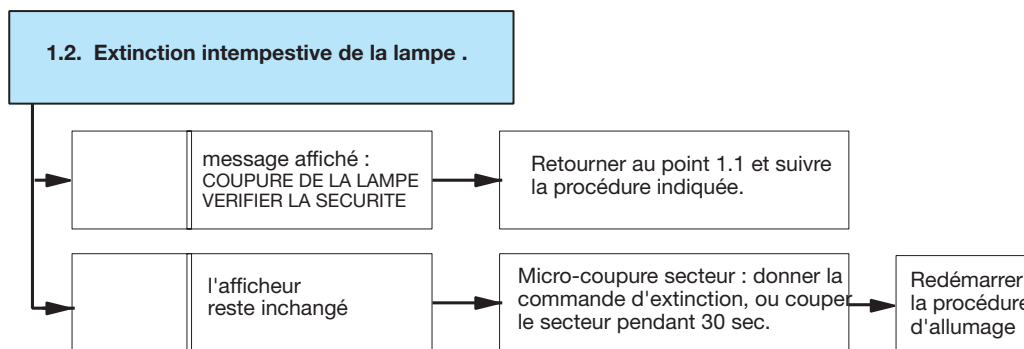 1.2. Extinction intempestive de la lampe .
message affiché :
COUPURE DE LA LAMPE
VERIFIER LA SECURITE
Retourner au point 1.1 et suivre
la procédure indiquée.
l'afficheur
reste inchangé
Micro-coupure secteur : donner la
commande d'extinction, ou couper
le secteur pendant 30 sec.
Redémarrer
la procédure
d'allumage